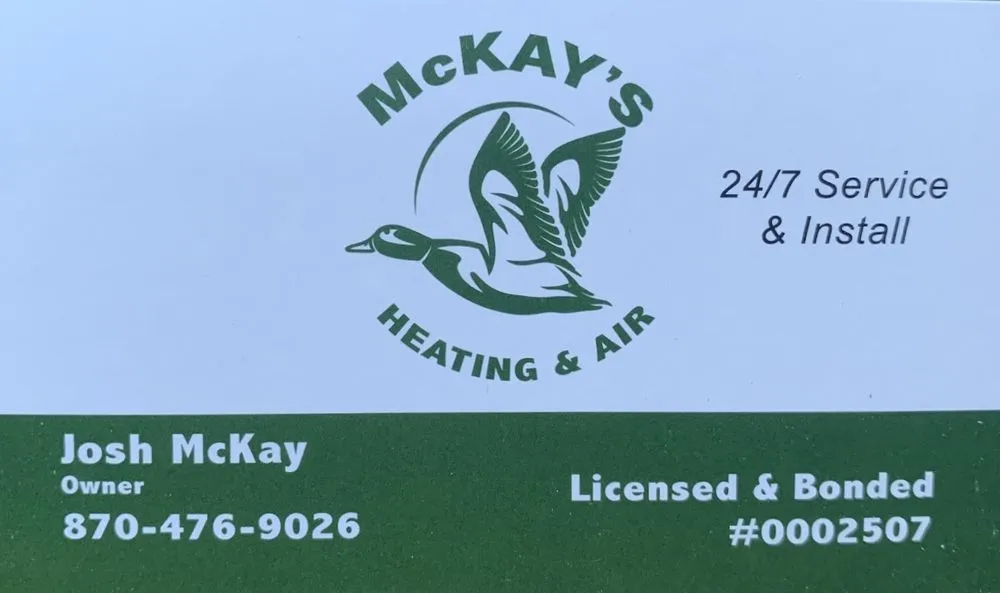 McKAY'S
HEATING & AIR
24/7 Service
& Install
Josh McKay
Owner
870-476-9026
Licensed & Bonded
#0002507